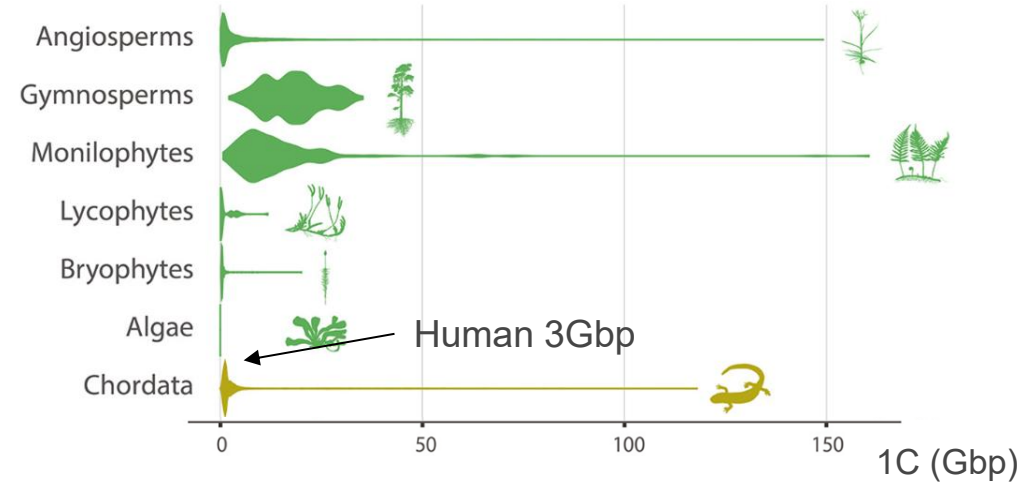 Angiosperms
Gymnosperms
Monilophytes
Lycophytes
Bryophytes
Algae
Human 3Gbp
Chordata
0 50 100 150
1C (Gbp)